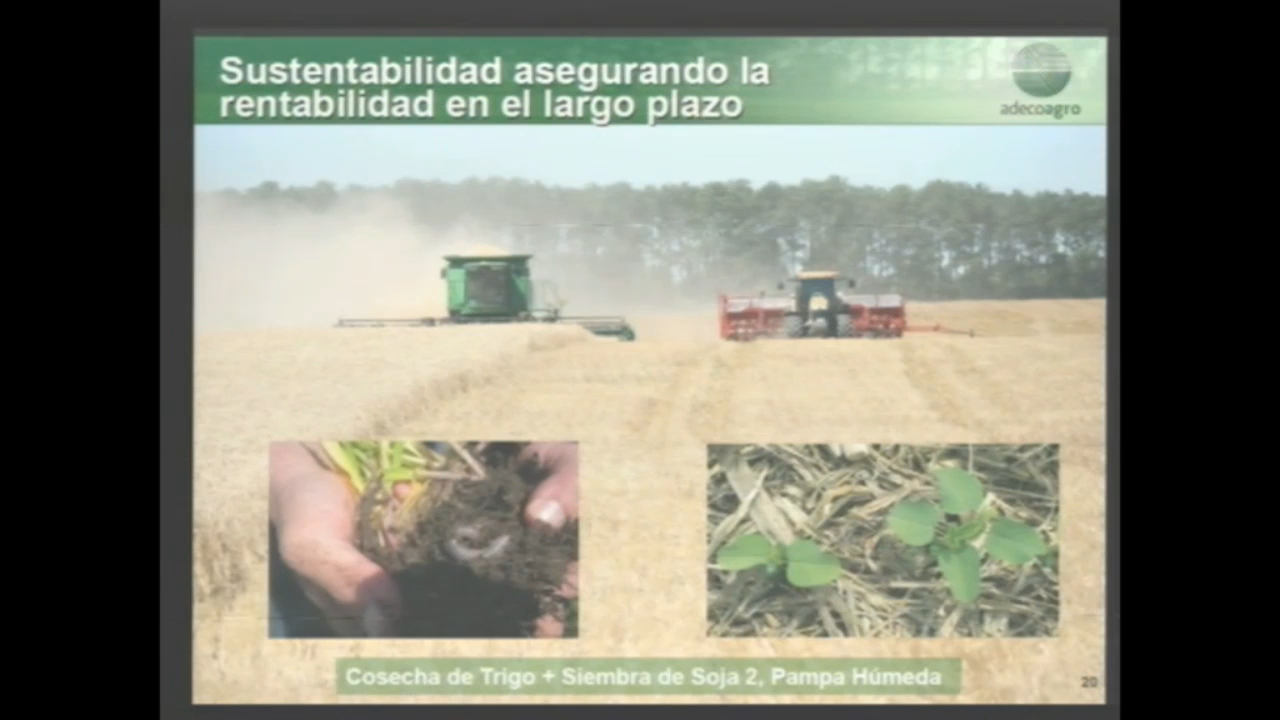 Sustentabilidad asegurando la
rentabilidad en el largo plazo
adecoagro
Cosecha de Trigo + Siembra de Soja 2, Pampa Húmeda
20